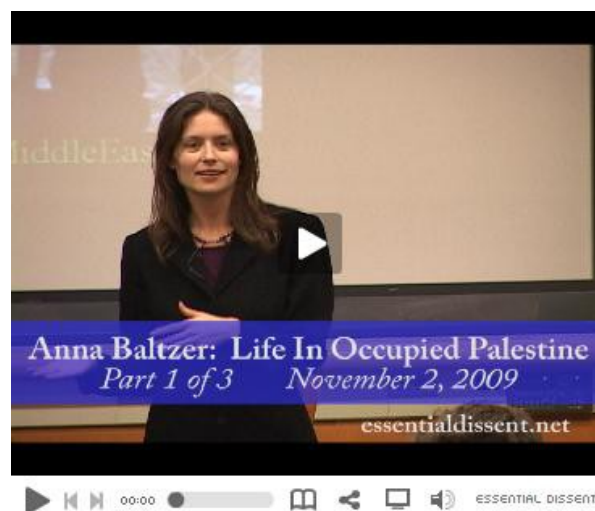 iddleEas
Anna Baltzer: Life In Occupied Palestine
Part 1 of 3 November 2, 2009
essentialdissent.net
00:00
ESSENTIAL DISSENT